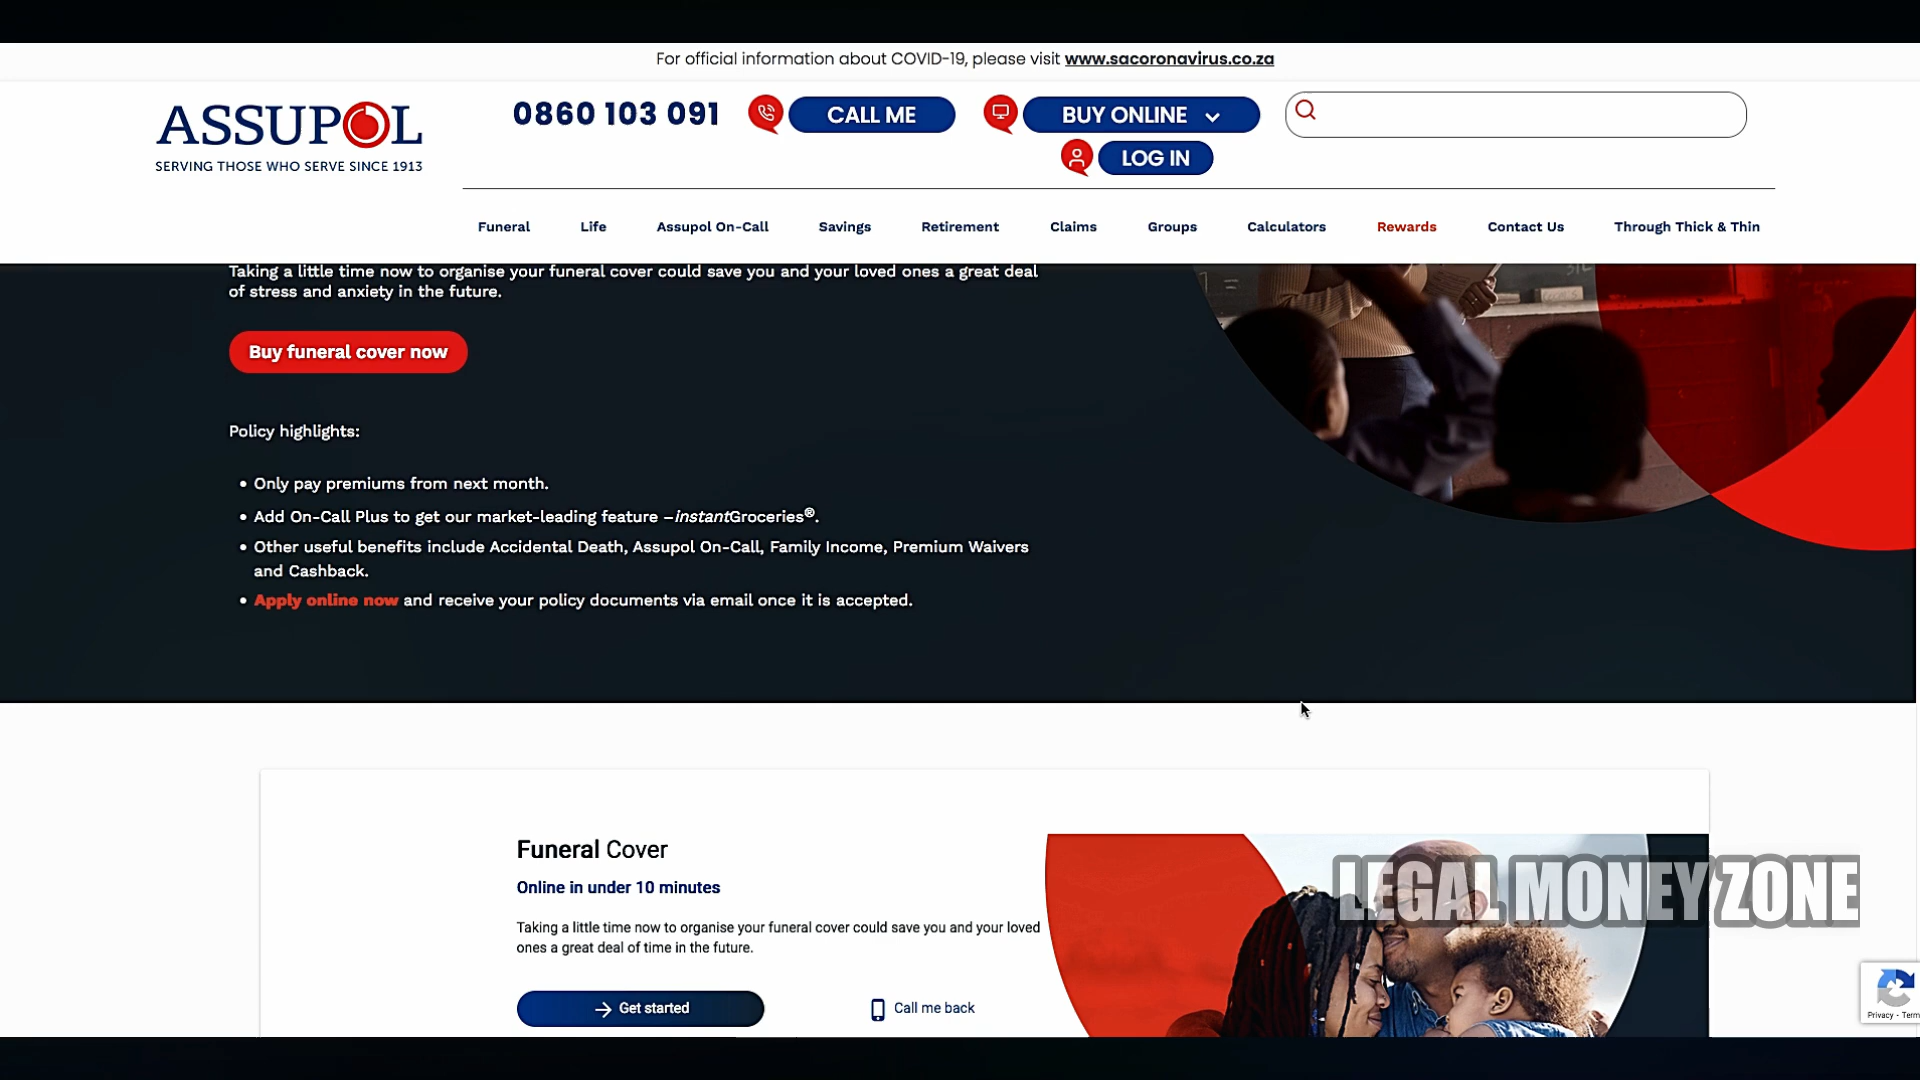 For official information about COVID-19, please visit www.sacoronavirus.co.za
ASSUPOL
SERVING THOSE WHO SERVE SINCE 1913
0860 103 091
CALL ME
BUY ONLINE
LOG IN
Funeral
Life
Assupol On-Call
Savings
Retirement
Claims
Groups
Calculators
Rewards
Contact Us
Through Thick & Thin
Taking a little time now to organise your funeral cover could save you and your loved ones a great deal
of stress and anxiety in the future.
Buy funeral cover now
Policy highlights:
• Only pay premiums from next month.
• Add On-Call Plus to get our market-leading feature –instantGroceries®.
• Other useful benefits include Accidental Death, Assupol On-Call, Family Income, Premium Waivers
and Cashback.
• Apply online now and receive your policy documents via email once it is accepted.
Funeral Cover
Online in under 10 minutes
Taking a little time now to organise your funeral cover could save you and your loved
ones a great deal of time in the future.
Get started
Call me back
LEGAL MONEY ZONE
Privacy - Term